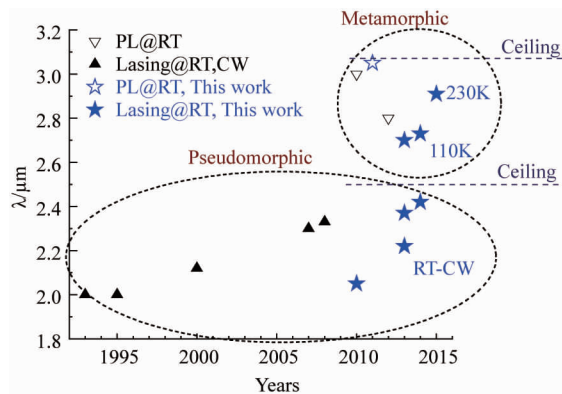 Metamorphic
PL@RT
Lasing@RT,CW
PL@RT, This work
Lasing@RT, This work
Ceiling
230K
110K
Pseudomorphic
Ceiling
RT-CW
3.2
3.0
2.8
2.6
2.4
2.2
2.0
1.8
λ/μm
1995
2000
2005
2010
2015
Years